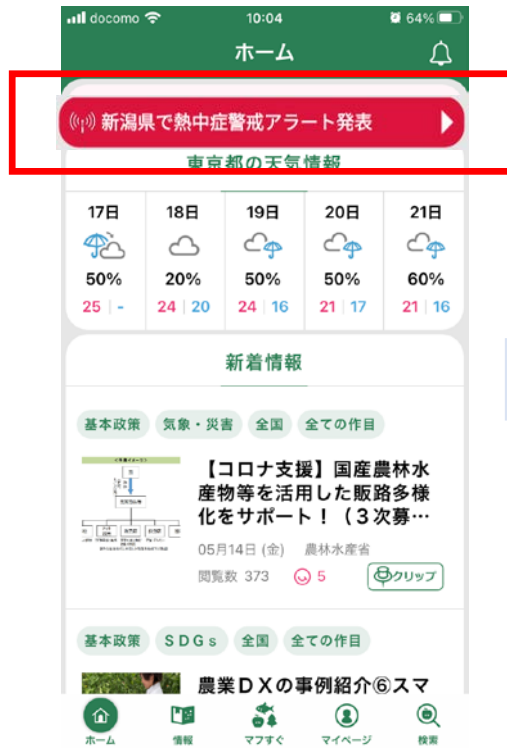 docomo 10:04 64%
ホーム
新潟県で熱中症警戒アラート発表
東京都の天気情報
17日 18日 19日 20日 21日
50% 20% 50% 50% 60%
25 | - 24 | 20 24 | 16 21 | 17 21 | 16
新着情報
基本政策 気象・災害 全国 全ての作目
【コロナ支援】国産農林水
産物等を活用した販路多様
化をサポート！（３次募…
05月14日 (金) 農林水産省
閲覧数 373 5 クリップ
基本政策 ＳＤＧｓ 全国 全ての作目
農業ＤＸの事例紹介⑥スマ
ホーム 情報 マフすぐ マイページ 検索